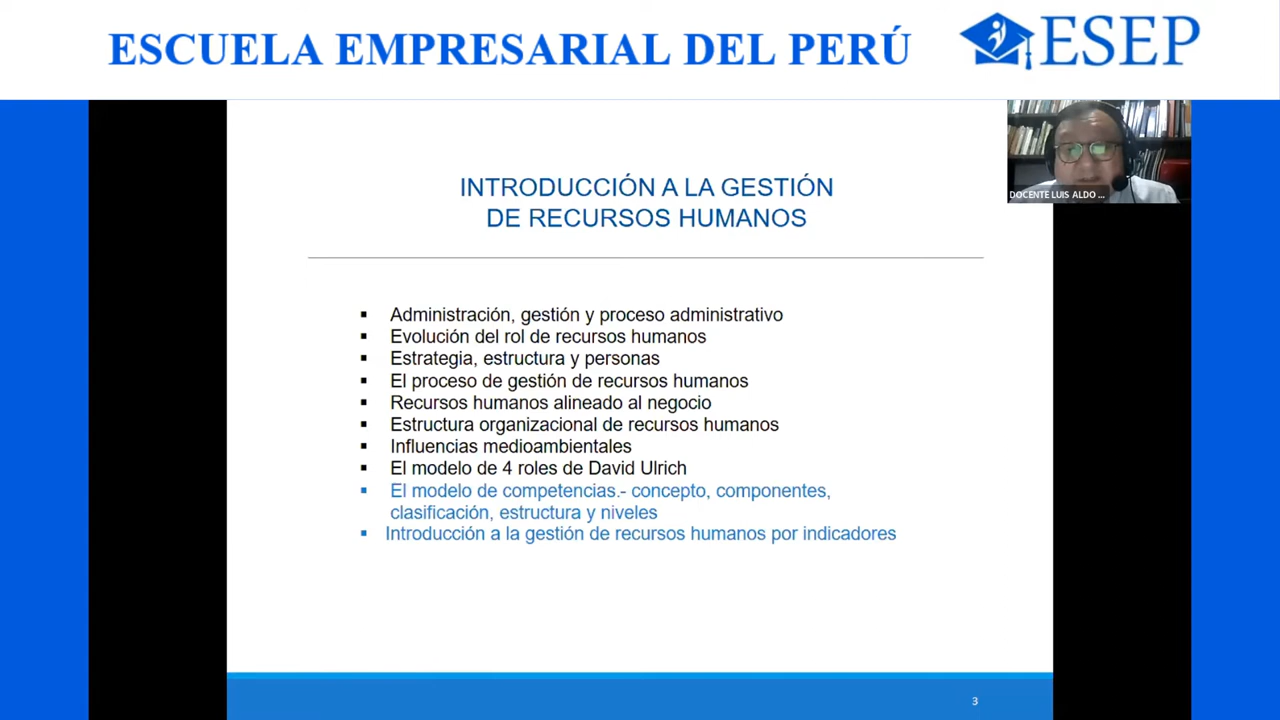 ESCUELA EMPRESARIAL DEL PERÚ
ESEP
DOCENTE LUIS ALDO ...
INTRODUCCIÓN A LA GESTIÓN
DE RECURSOS HUMANOS
▪ Administración, gestión y proceso administrativo
▪ Evolución del rol de recursos humanos
▪ Estrategia, estructura y personas
▪ El proceso de gestión de recursos humanos
▪ Recursos humanos alineado al negocio
▪ Estructura organizacional de recursos humanos
▪ Influencias medioambientales
▪ El modelo de 4 roles de David Ulrich
▪ El modelo de competencias.- concepto, componentes,
clasificación, estructura y niveles
▪ Introducción a la gestión de recursos humanos por indicadores
3